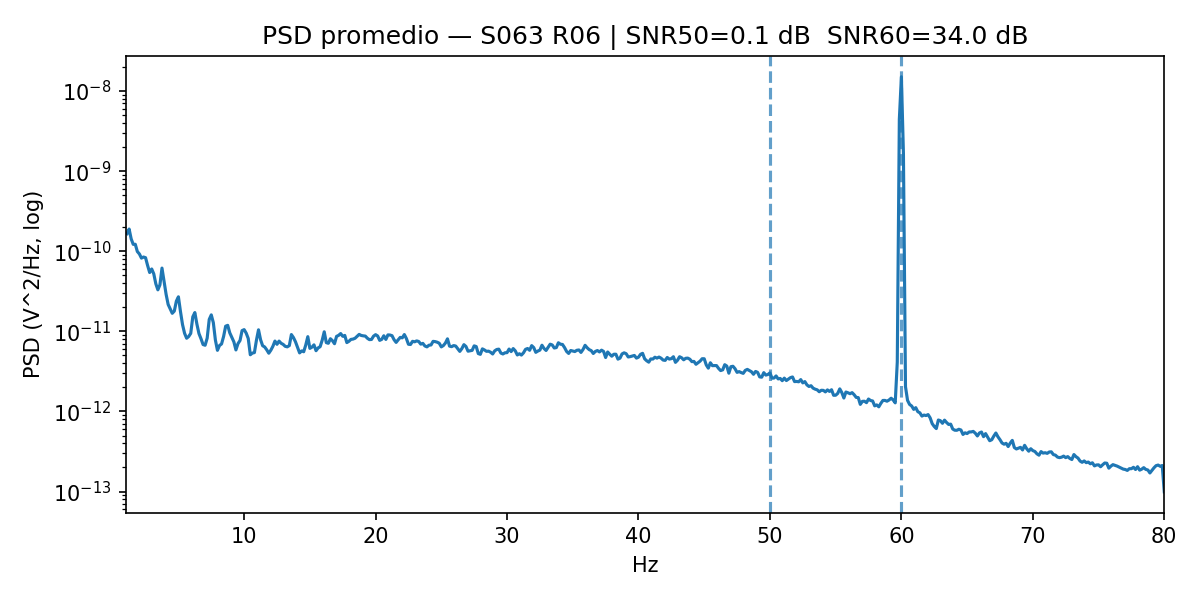 PSD promedio — S063 R06 | SNR50=0.1 dB  SNR60=34.0 dB
PSD (V^2/Hz, log)
10⁻⁸
10⁻⁹
10⁻¹⁰
10⁻¹¹
10⁻¹²
10⁻¹³
10 20 30 40 50 60 70 80
Hz